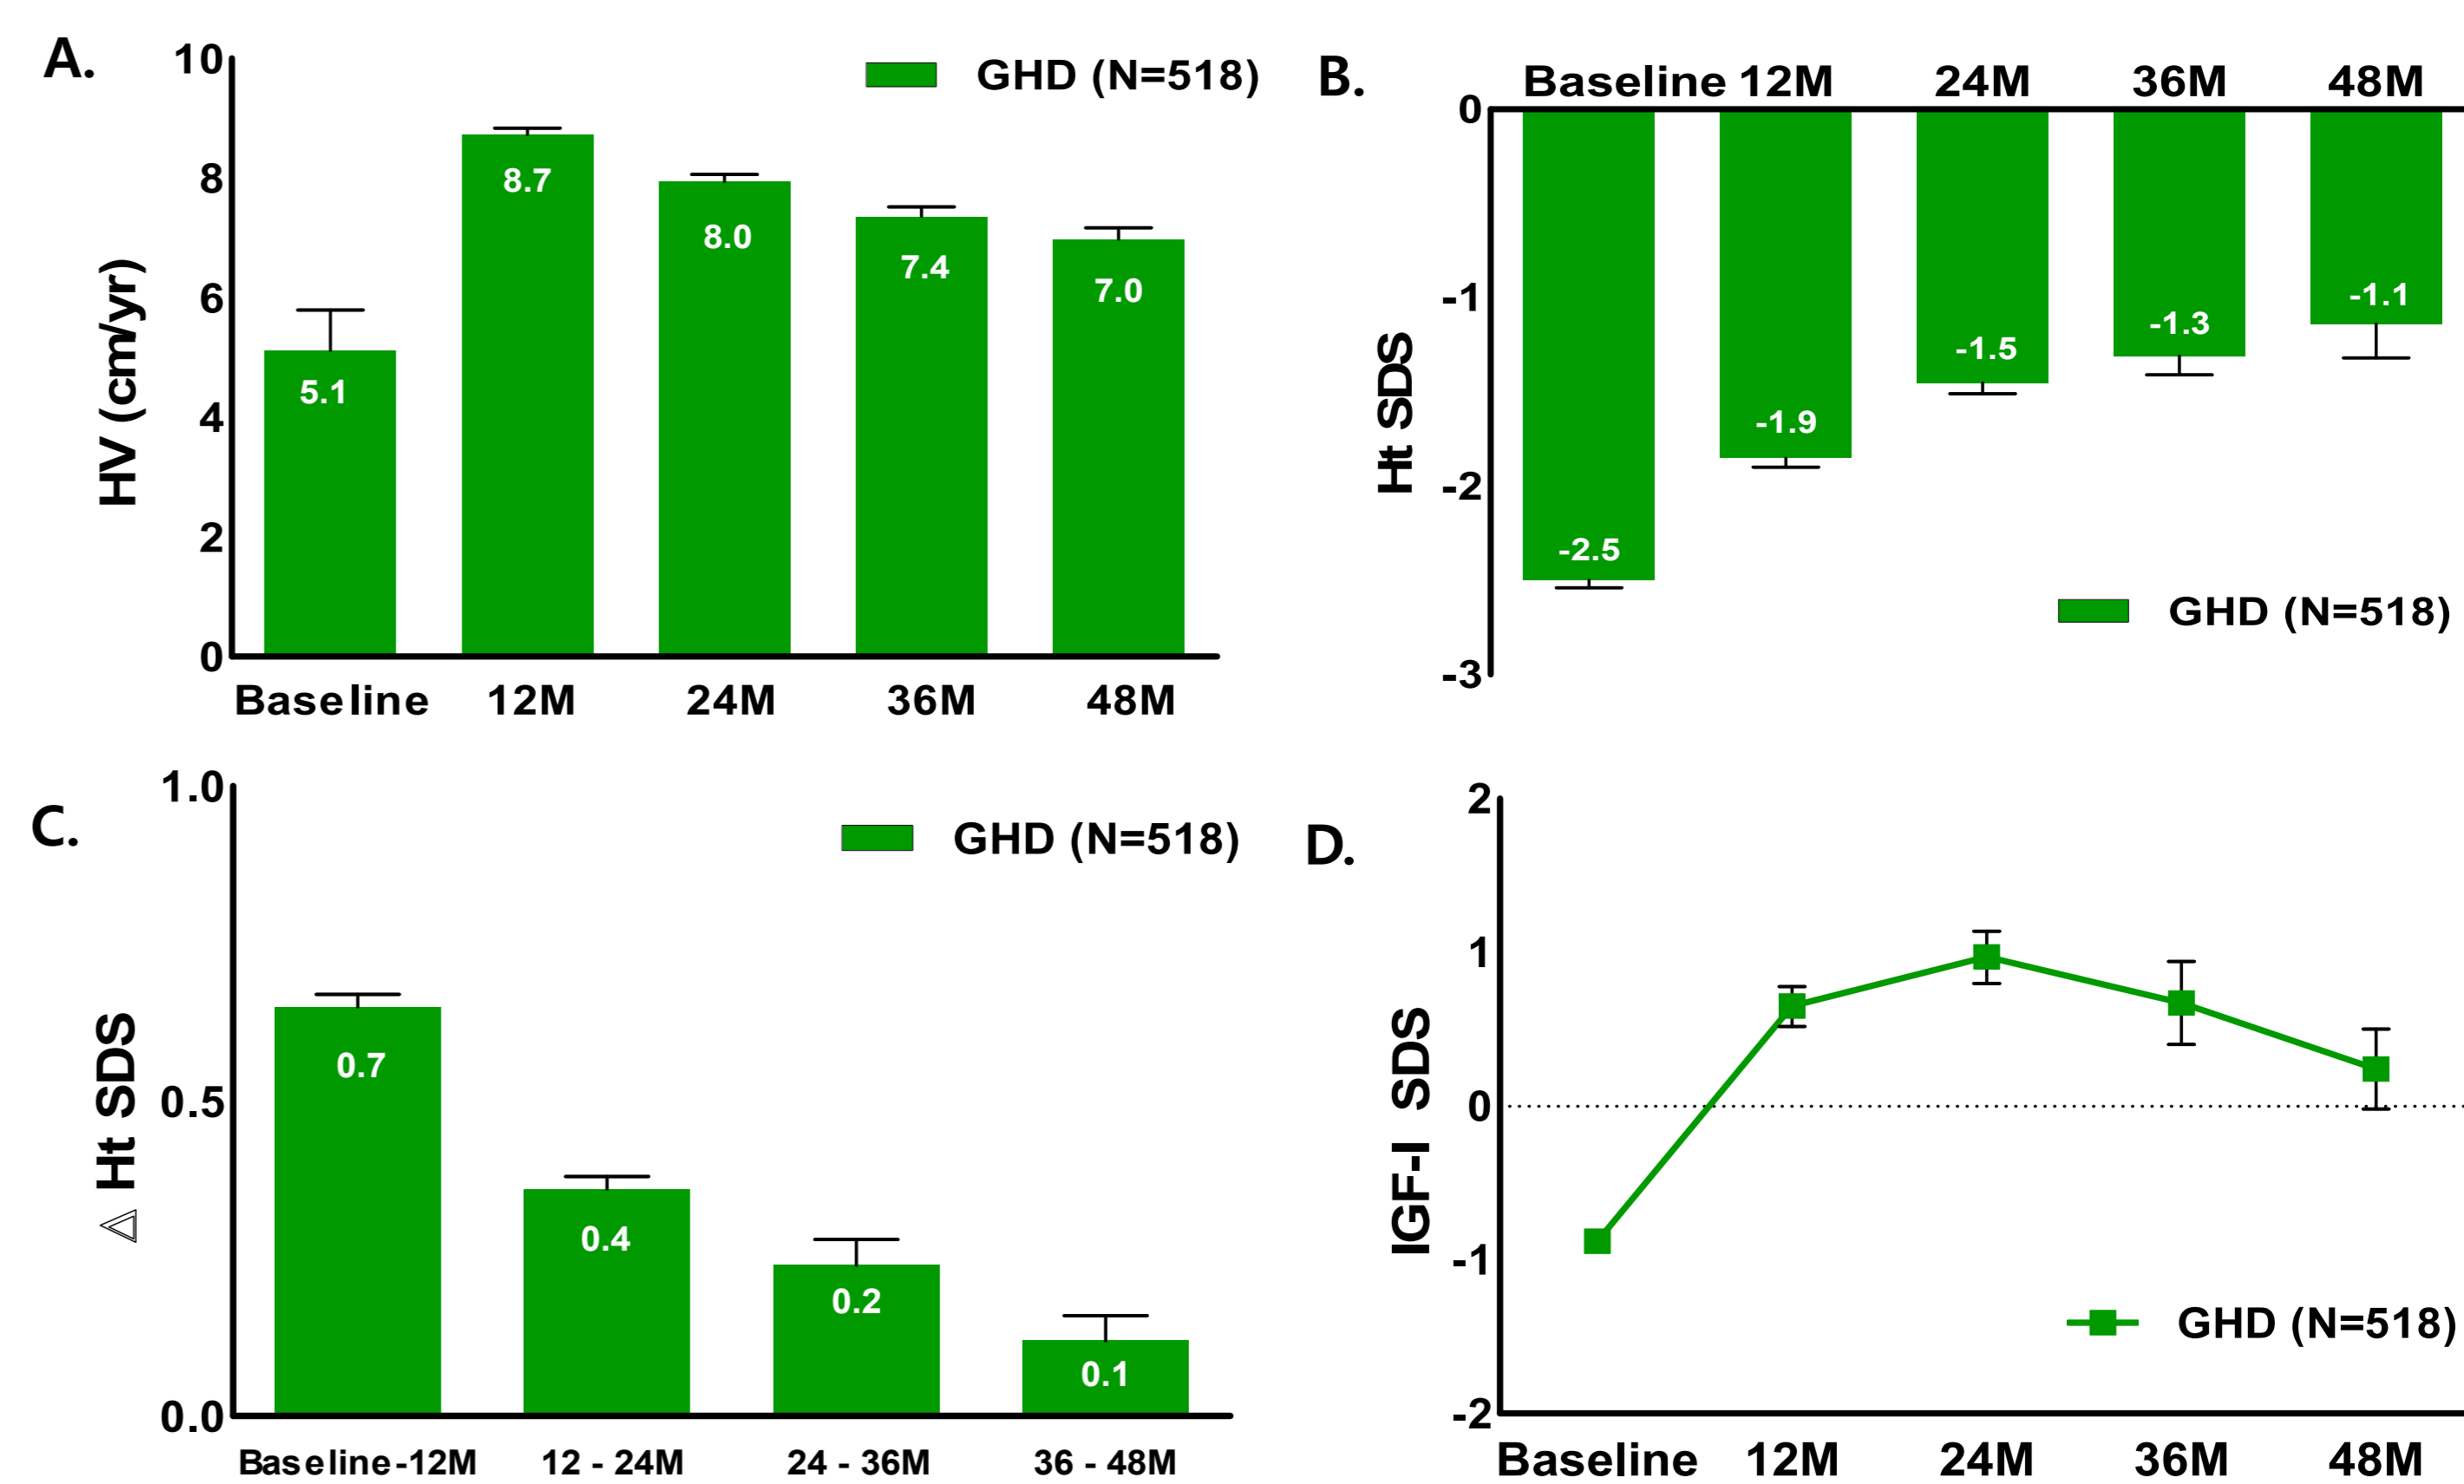 A.
10
8
6
4
2
0
HV (cm/yr)
GHD (N=518)
5.1
8.7
8.0
7.4
7.0
Baseline 12M 24M 36M 48M
B.
Baseline 12M 24M 36M 48M
0
-1
-2
-3
Ht SDS
-2.5
-1.9
-1.5
-1.3
-1.1
GHD (N=518)
C.
1.0
0.5
0.0
△ Ht SDS
GHD (N=518)
0.7
0.4
0.2
0.1
Baseline-12M 12 - 24M 24 - 36M 36 - 48M
D.
2
1
0
-1
-2
IGF-I SDS
GHD (N=518)
Baseline 12M 24M 36M 48M